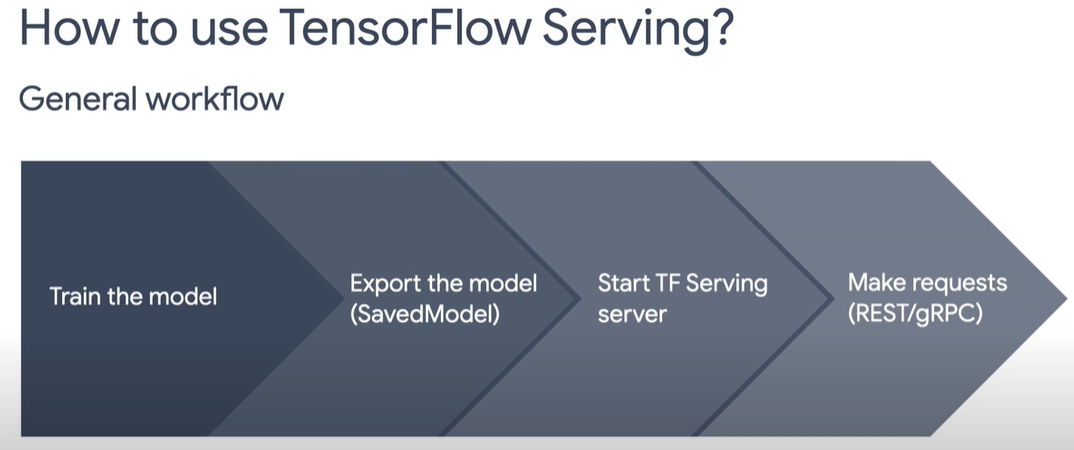 How to use TensorFlow Serving?
General workflow
Train the model
Export the model
(SavedModel)
Start TF Serving
server
Make requests
(REST/gRPC)